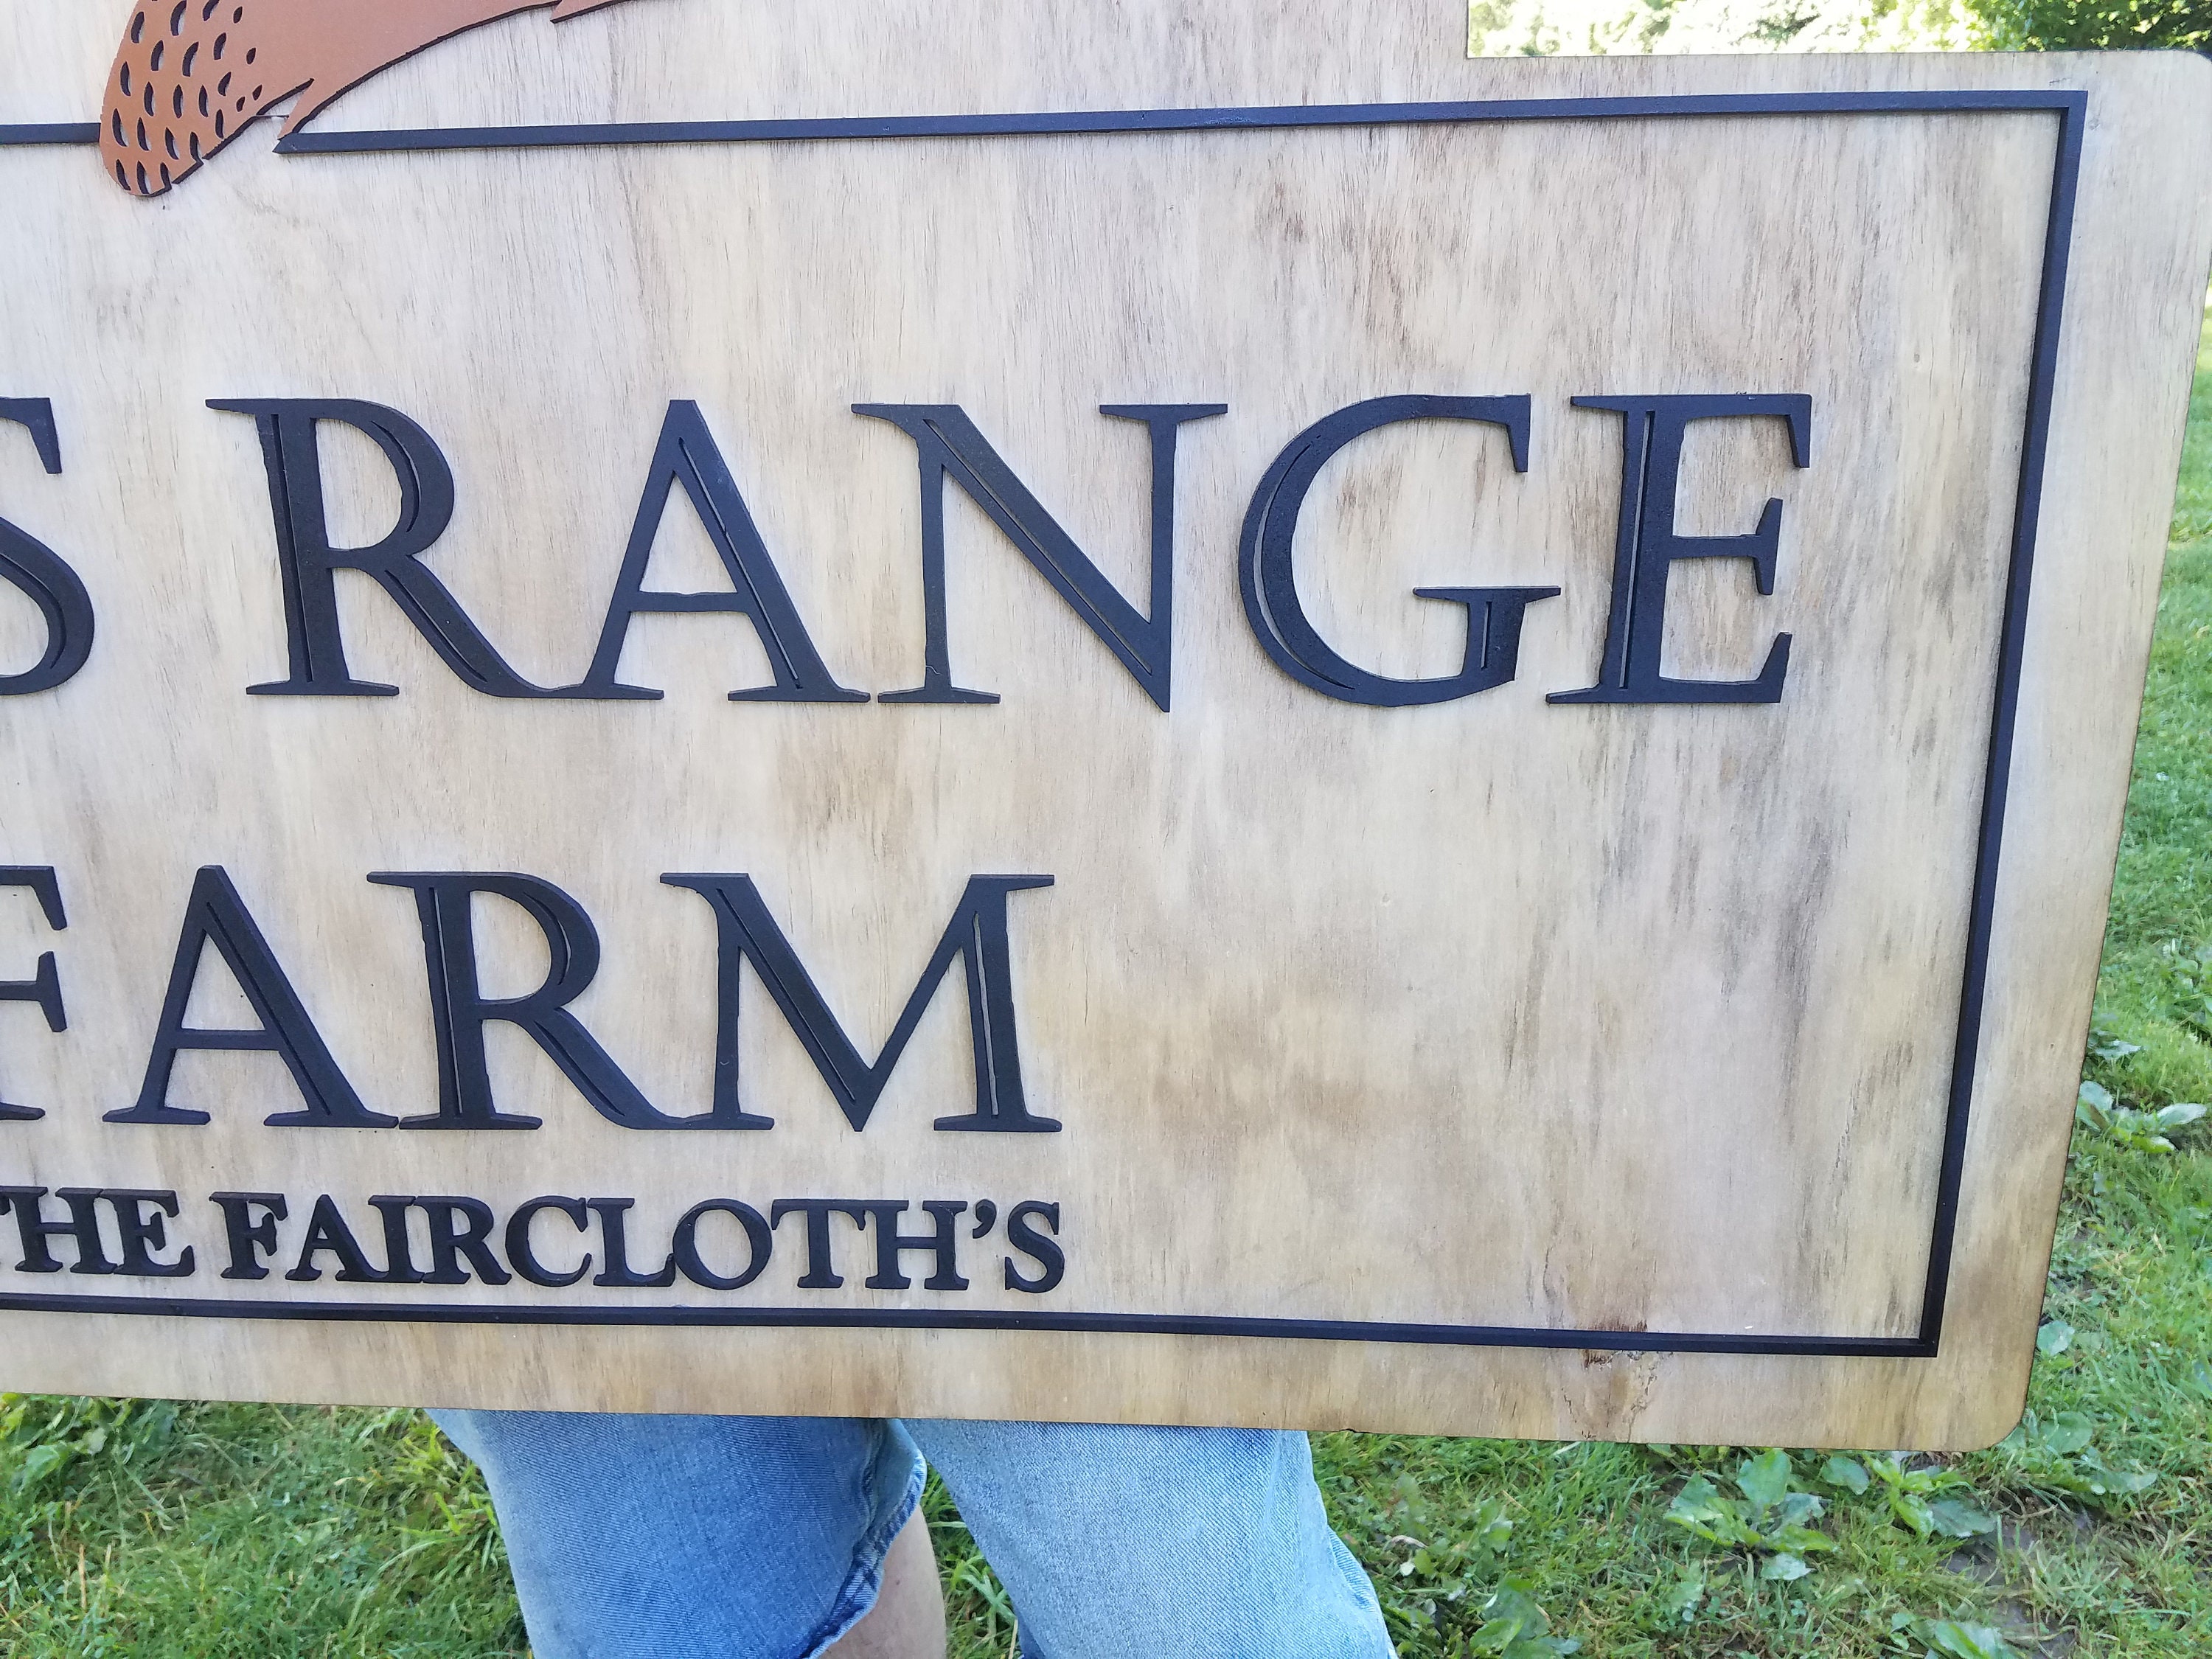 S RANGE
FARM
THE FAIRCLOTH'S